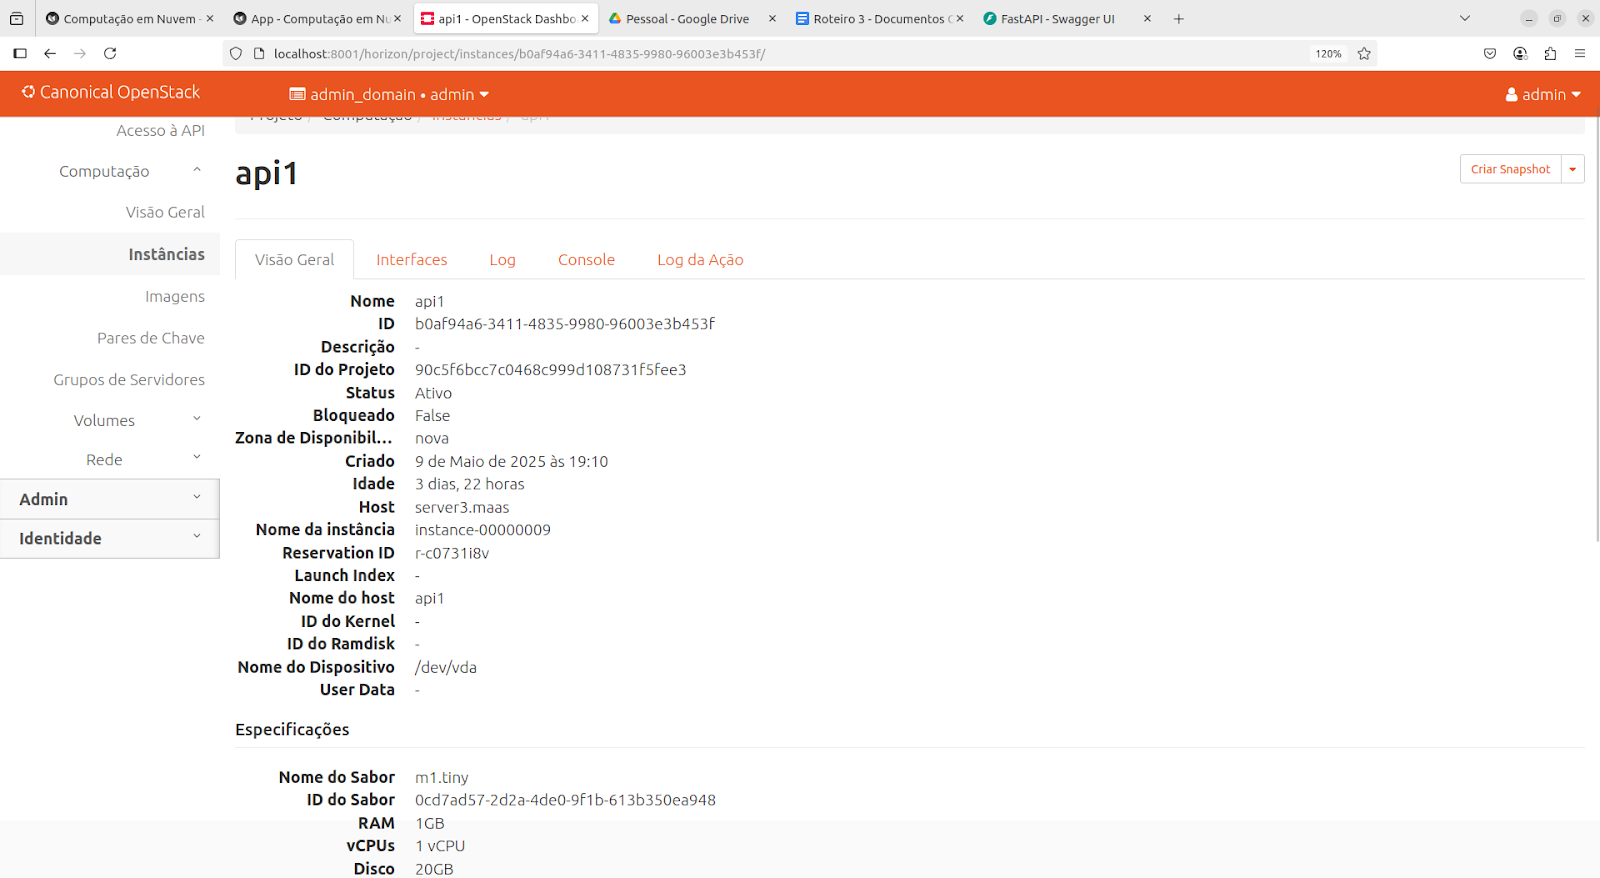 Computação em Nuvem -
App - Computação em Nu
api1 - OpenStack Dashbo
Pessoal - Google Drive
Roteiro 3 - Documentos
FastAPI - Swagger UI
localhost:8001/horizon/project/instances/b0af94a6-3411-4835-9980-96003e3b453f/
120%
Canonical OpenStack
admin_domain • admin
admin
Projeto / Computação / Instâncias / api1
Acesso à API
Computação
Visão Geral
Instâncias
Imagens
Pares de Chave
Grupos de Servidores
Volumes
Rede
Admin
Identidade
api1
Criar Snapshot
Visão Geral
Interfaces
Log
Console
Log da Ação
Nome api1
ID b0af94a6-3411-4835-9980-96003e3b453f
Descrição -
ID do Projeto 90c5f6bcc7c0468c999d108731f5fee3
Status Ativo
Bloqueado False
Zona de Disponibil... nova
Criado 9 de Maio de 2025 às 19:10
Idade 3 dias, 22 horas
Host server3.maas
Nome da instância instance-00000009
Reservation ID r-c0731i8v
Launch Index -
Nome do host api1
ID do Kernel -
ID do Ramdisk -
Nome do Dispositivo /dev/vda
User Data -
Especificações
Nome do Sabor m1.tiny
ID do Sabor 0cd7ad57-2d2a-4de0-9f1b-613b350ea948
RAM 1GB
vCPUs 1 vCPU
Disco 20GB